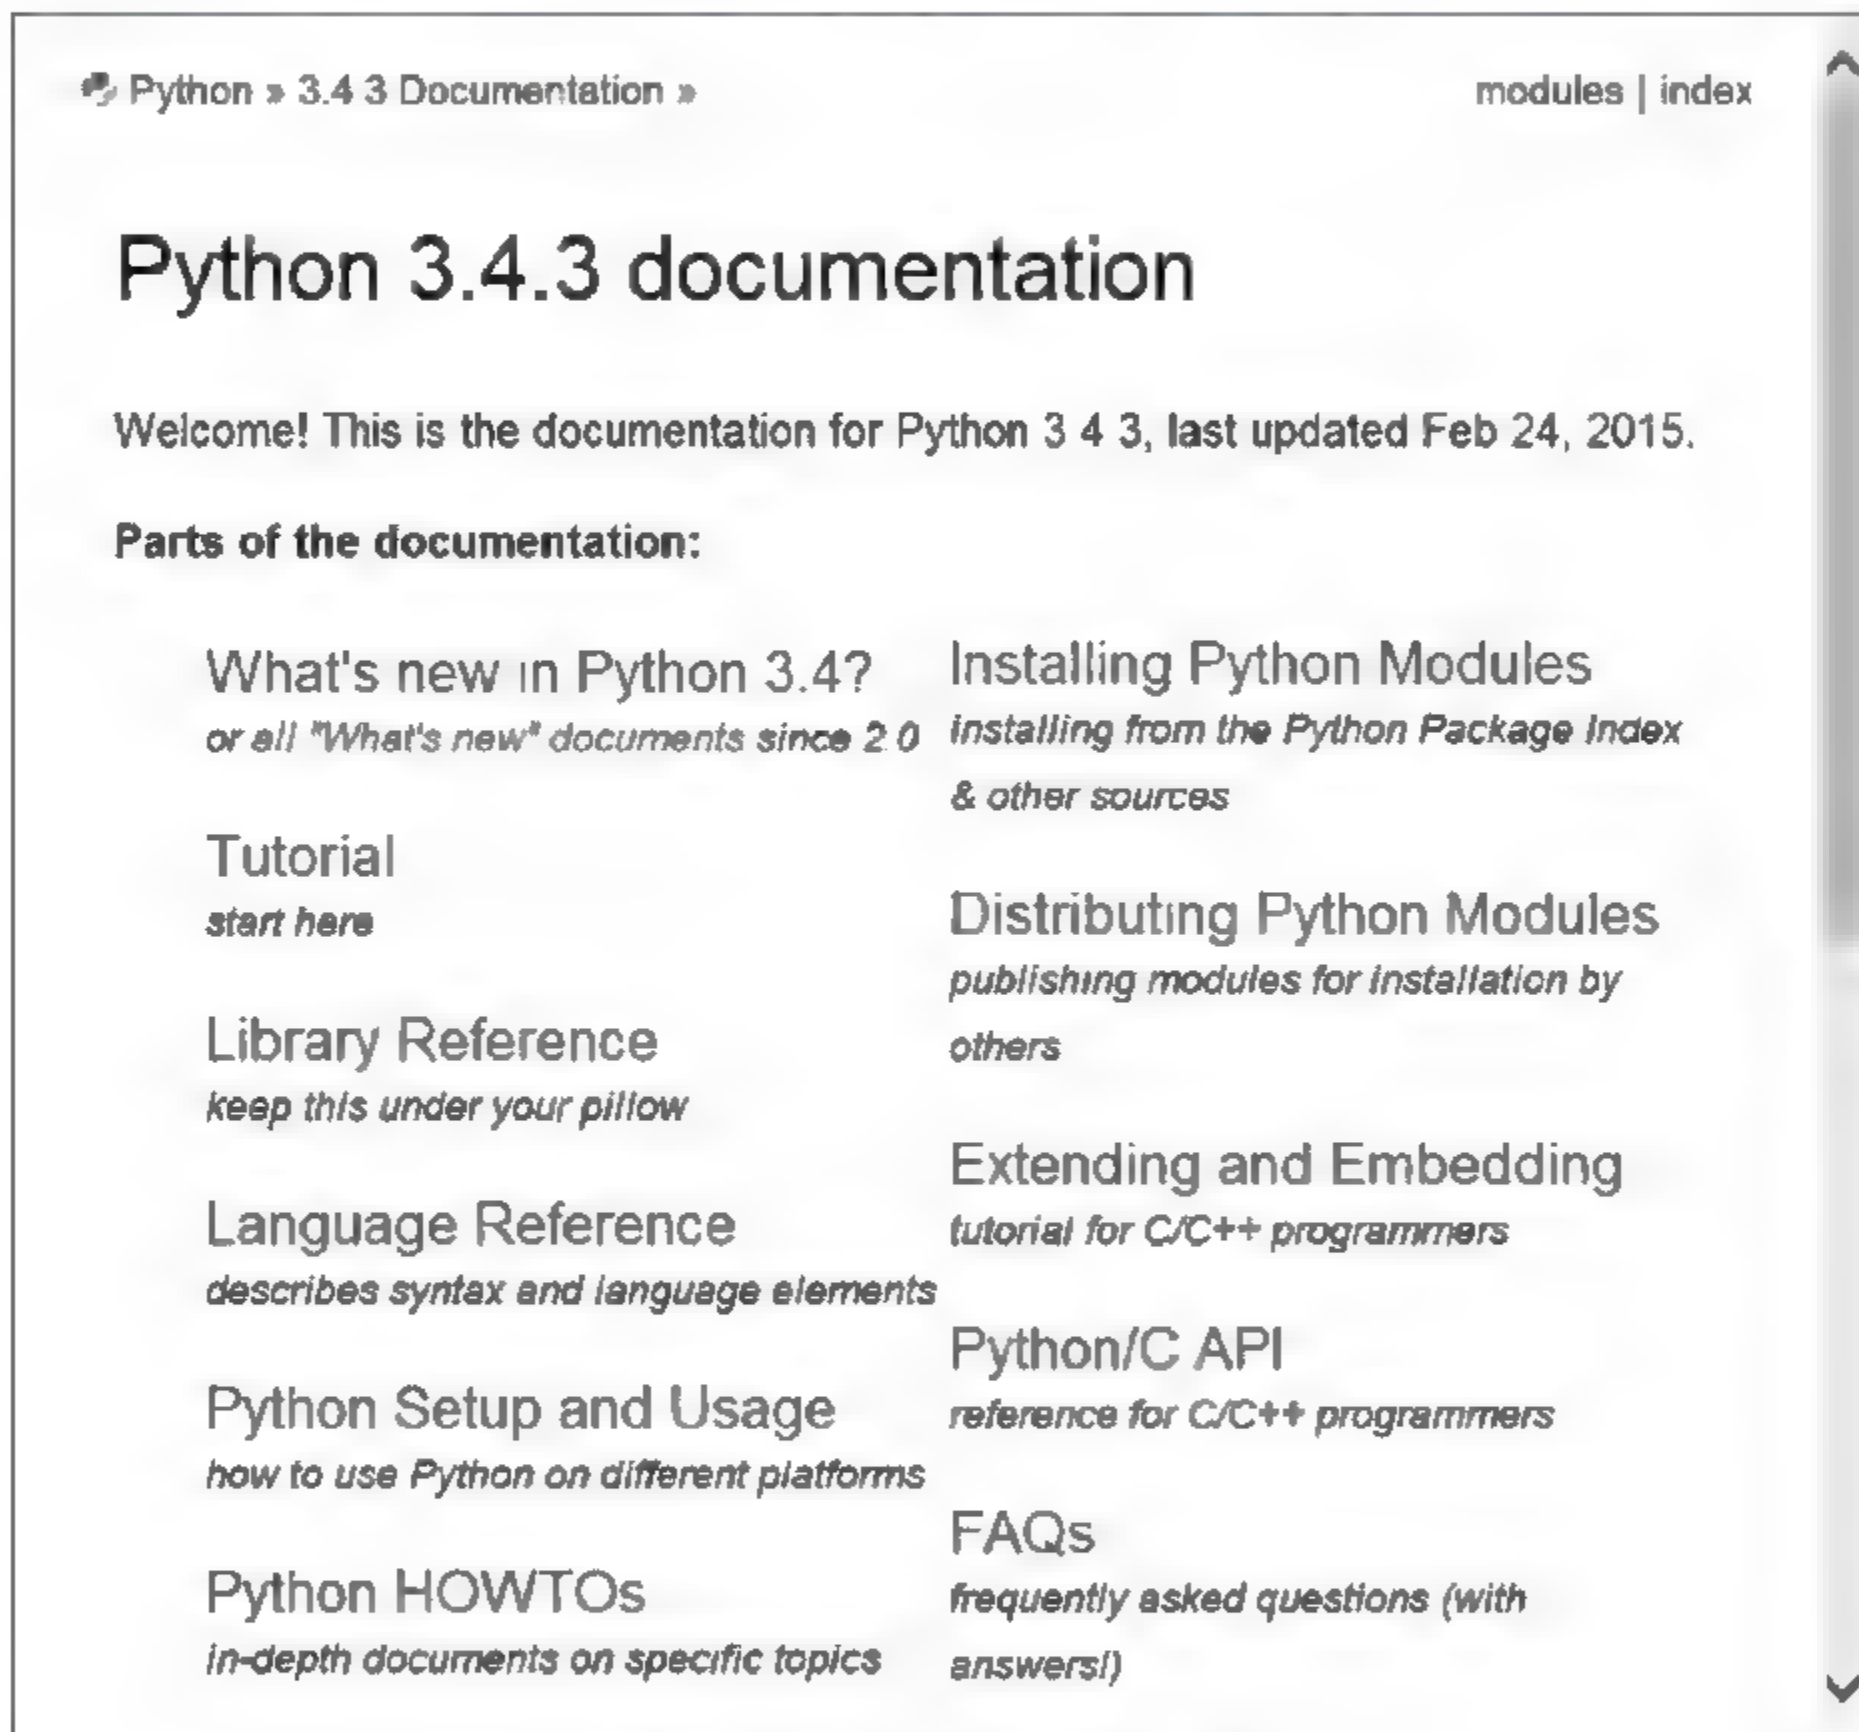 Python » 3.4 3 Documentation »
modules | index
Python 3.4.3 documentation
Welcome! This is the documentation for Python 3 4 3, last updated Feb 24, 2015.
Parts of the documentation:
What's new in Python 3.4?
or all "What's new" documents since 2.0
Tutorial
start here
Library Reference
keep this under your pillow
Language Reference
describes syntax and language elements
Python Setup and Usage
how to use Python on different platforms
Python HOWTOs
in-depth documents on specific topics
Installing Python Modules
installing from the Python Package Index
& other sources
Distributing Python Modules
publishing modules for installation by
others
Extending and Embedding
tutorial for C/C++ programmers
Python/C API
reference for C/C++ programmers
FAQs
frequently asked questions (with
answers!)